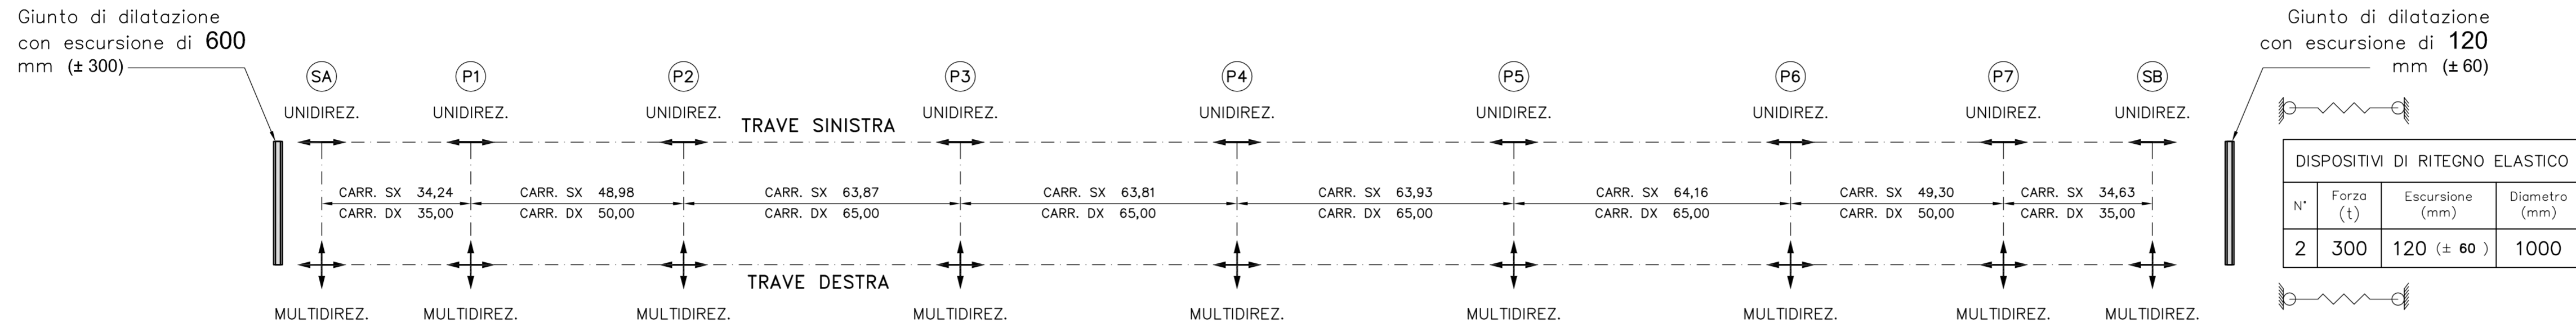 Giunto di dilatazione
con escursione di 600
mm (± 300)
Giunto di dilatazione
con escursione di 120
mm (± 60)
SA P1 P2 P3 P4 P5 P6 P7 SB
UNIDIREZ. UNIDIREZ. UNIDIREZ. UNIDIREZ. UNIDIREZ. UNIDIREZ. UNIDIREZ. UNIDIREZ. UNIDIREZ.
TRAVE SINISTRA
CARR. SX 34,24 CARR. SX 48,98 CARR. SX 63,87 CARR. SX 63,81 CARR. SX 63,93 CARR. SX 64,16 CARR. SX 49,30 CARR. SX 34,63
CARR. DX 35,00 CARR. DX 50,00 CARR. DX 65,00 CARR. DX 65,00 CARR. DX 65,00 CARR. DX 65,00 CARR. DX 50,00 CARR. DX 35,00
TRAVE DESTRA
MULTIDIREZ. MULTIDIREZ. MULTIDIREZ. MULTIDIREZ. MULTIDIREZ. MULTIDIREZ. MULTIDIREZ. MULTIDIREZ. MULTIDIREZ.
DISPOSITIVI DI RITEGNO ELASTICO
N° Forza (t) Escursione (mm) Diametro (mm)
2 300 120 (± 60 ) 1000